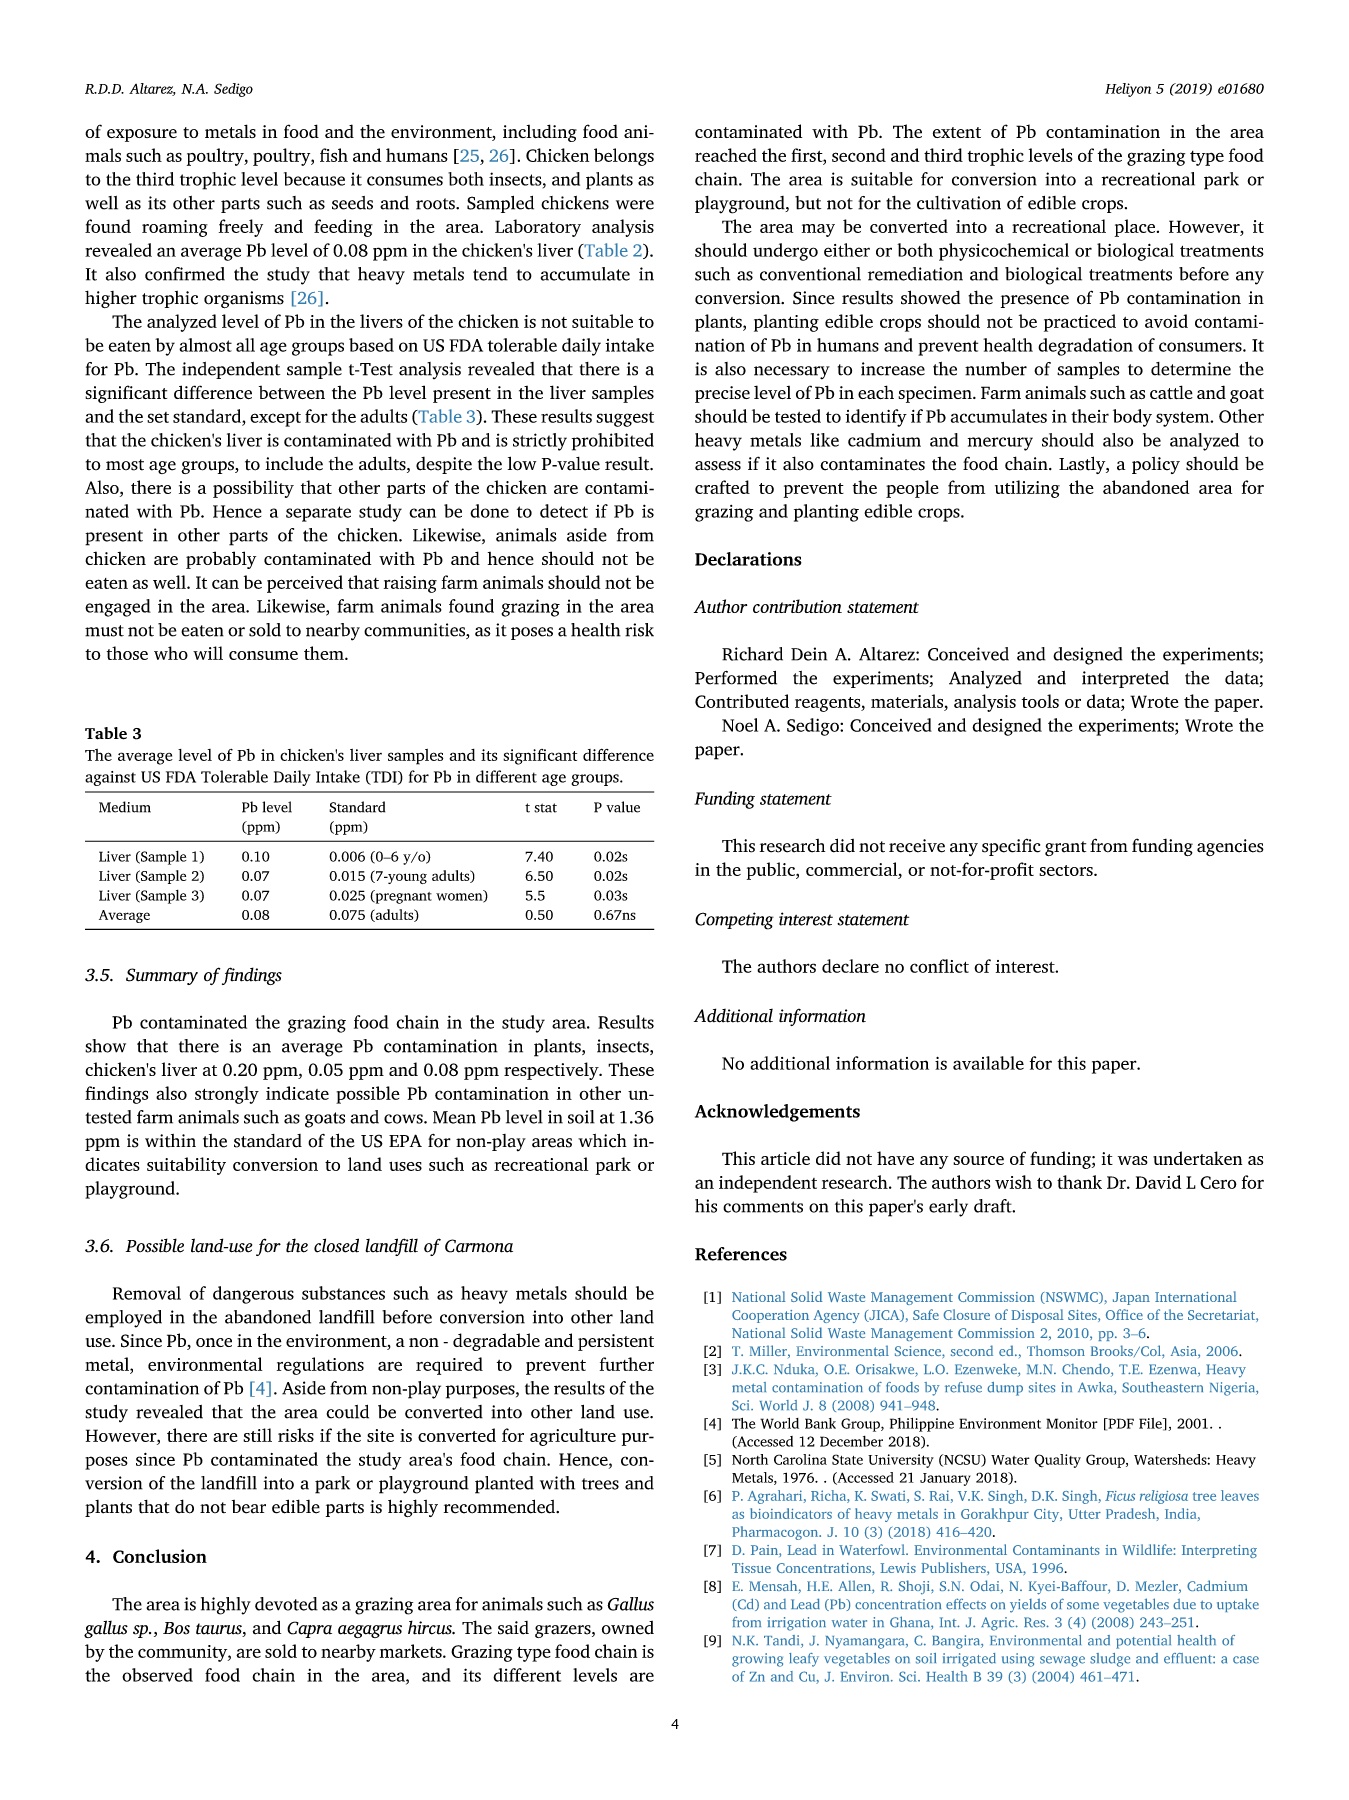 R.D.D. Altarez, N.A. Sedigo
Heliyon 5 (2019) e01680
of exposure to metals in food and the environment, including food ani-
mals such as poultry, poultry, fish and humans [25, 26]. Chicken belongs
to the third trophic level because it consumes both insects, and plants as
well as its other parts such as seeds and roots. Sampled chickens were
found roaming freely and feeding in the area. Laboratory analysis
revealed an average Pb level of 0.08 ppm in the chicken's liver (Table 2).
It also confirmed the study that heavy metals tend to accumulate in
higher trophic organisms [26].
The analyzed level of Pb in the livers of the chicken is not suitable to
be eaten by almost all age groups based on US FDA tolerable daily intake
for Pb. The independent sample t-Test analysis revealed that there is a
significant difference between the Pb level present in the liver samples
and the set standard, except for the adults (Table 3). These results suggest
that the chicken's liver is contaminated with Pb and is strictly prohibited
to most age groups, to include the adults, despite the low P-value result.
Also, there is a possibility that other parts of the chicken are contami-
nated with Pb. Hence a separate study can be done to detect if Pb is
present in other parts of the chicken. Likewise, animals aside from
chicken are probably contaminated with Pb and hence should not be
eaten as well. It can be perceived that raising farm animals should not be
engaged in the area. Likewise, farm animals found grazing in the area
must not be eaten or sold to nearby communities, as it poses a health risk
to those who will consume them.
Table 3
The average level of Pb in chicken's liver samples and its significant difference
against US FDA Tolerable Daily Intake (TDI) for Pb in different age groups.
Medium Pb level (ppm) Standard (ppm) t stat P value
Liver (Sample 1) 0.10 0.006 (0–6 y/o) 7.40 0.02s
Liver (Sample 2) 0.07 0.015 (7-young adults) 6.50 0.02s
Liver (Sample 3) 0.07 0.025 (pregnant women) 5.5 0.03s
Average 0.08 0.075 (adults) 0.50 0.67ns
3.5. Summary of findings
Pb contaminated the grazing food chain in the study area. Results
show that there is an average Pb contamination in plants, insects,
chicken's liver at 0.20 ppm, 0.05 ppm and 0.08 ppm respectively. These
findings also strongly indicate possible Pb contamination in other un-
tested farm animals such as goats and cows. Mean Pb level in soil at 1.36
ppm is within the standard of the US EPA for non-play areas which in-
dicates suitability conversion to land uses such as recreational park or
playground.
3.6. Possible land-use for the closed landfill of Carmona
Removal of dangerous substances such as heavy metals should be
employed in the abandoned landfill before conversion into other land
use. Since Pb, once in the environment, a non - degradable and persistent
metal, environmental regulations are required to prevent further
contamination of Pb [4]. Aside from non-play purposes, the results of the
study revealed that the area could be converted into other land use.
However, there are still risks if the site is converted for agriculture pur-
poses since Pb contaminated the study area's food chain. Hence, con-
version of the landfill into a park or playground planted with trees and
plants that do not bear edible parts is highly recommended.
4. Conclusion
The area is highly devoted as a grazing area for animals such as Gallus
gallus sp., Bos taurus, and Capra aegagrus hircus. The said grazers, owned
by the community, are sold to nearby markets. Grazing type food chain is
the observed food chain in the area, and its different levels are
contaminated with Pb. The extent of Pb contamination in the area
reached the first, second and third trophic levels of the grazing type food
chain. The area is suitable for conversion into a recreational park or
playground, but not for the cultivation of edible crops.
The area may be converted into a recreational place. However, it
should undergo either or both physicochemical or biological treatments
such as conventional remediation and biological treatments before any
conversion. Since results showed the presence of Pb contamination in
plants, planting edible crops should not be practiced to avoid contami-
nation of Pb in humans and prevent health degradation of consumers. It
is also necessary to increase the number of samples to determine the
precise level of Pb in each specimen. Farm animals such as cattle and goat
should be tested to identify if Pb accumulates in their body system. Other
heavy metals like cadmium and mercury should also be analyzed to
assess if it also contaminates the food chain. Lastly, a policy should be
crafted to prevent the people from utilizing the abandoned area for
grazing and planting edible crops.
Declarations
Author contribution statement
Richard Dein A. Altarez: Conceived and designed the experiments;
Performed the experiments; Analyzed and interpreted the data;
Contributed reagents, materials, analysis tools or data; Wrote the paper.
Noel A. Sedigo: Conceived and designed the experiments; Wrote the
paper.
Funding statement
This research did not receive any specific grant from funding agencies
in the public, commercial, or not-for-profit sectors.
Competing interest statement
The authors declare no conflict of interest.
Additional information
No additional information is available for this paper.
Acknowledgements
This article did not have any source of funding; it was undertaken as
an independent research. The authors wish to thank Dr. David L Cero for
his comments on this paper's early draft.
References
[1] National Solid Waste Management Commission (NSWMC), Japan International
Cooperation Agency (JICA), Safe Closure of Disposal Sites, Office of the Secretariat,
National Solid Waste Management Commission 2, 2010, pp. 3–6.
[2] T. Miller, Environmental Science, second ed., Thomson Brooks/Col, Asia, 2006.
[3] J.K.C. Nduka, O.E. Orisakwe, L.O. Ezenweke, M.N. Chendo, T.E. Ezenwa, Heavy
metal contamination of foods by refuse dump sites in Awka, Southeastern Nigeria,
Sci. World J. 8 (2008) 941–948.
[4] The World Bank Group, Philippine Environment Monitor [PDF File], 2001. .
(Accessed 12 December 2018).
[5] North Carolina State University (NCSU) Water Quality Group, Watersheds: Heavy
Metals, 1976. . (Accessed 21 January 2018).
[6] P. Agrahari, Richa, K. Swati, S. Rai, V.K. Singh, D.K. Singh, Ficus religiosa tree leaves
as bioindicators of heavy metals in Gorakhpur City, Utter Pradesh, India,
Pharmacogon. J. 10 (3) (2018) 416–420.
[7] D. Pain, Lead in Waterfowl. Environmental Contaminants in Wildlife: Interpreting
Tissue Concentrations, Lewis Publishers, USA, 1996.
[8] E. Mensah, H.E. Allen, R. Shoji, S.N. Odai, N. Kyei-Baffour, D. Mezler, Cadmium
(Cd) and Lead (Pb) concentration effects on yields of some vegetables due to uptake
from irrigation water in Ghana, Int. J. Agric. Res. 3 (4) (2008) 243–251.
[9] N.K. Tandi, J. Nyamangara, C. Bangira, Environmental and potential health of
growing leafy vegetables on soil irrigated using sewage sludge and effluent: a case
of Zn and Cu, J. Environ. Sci. Health B 39 (3) (2004) 461–471.
4